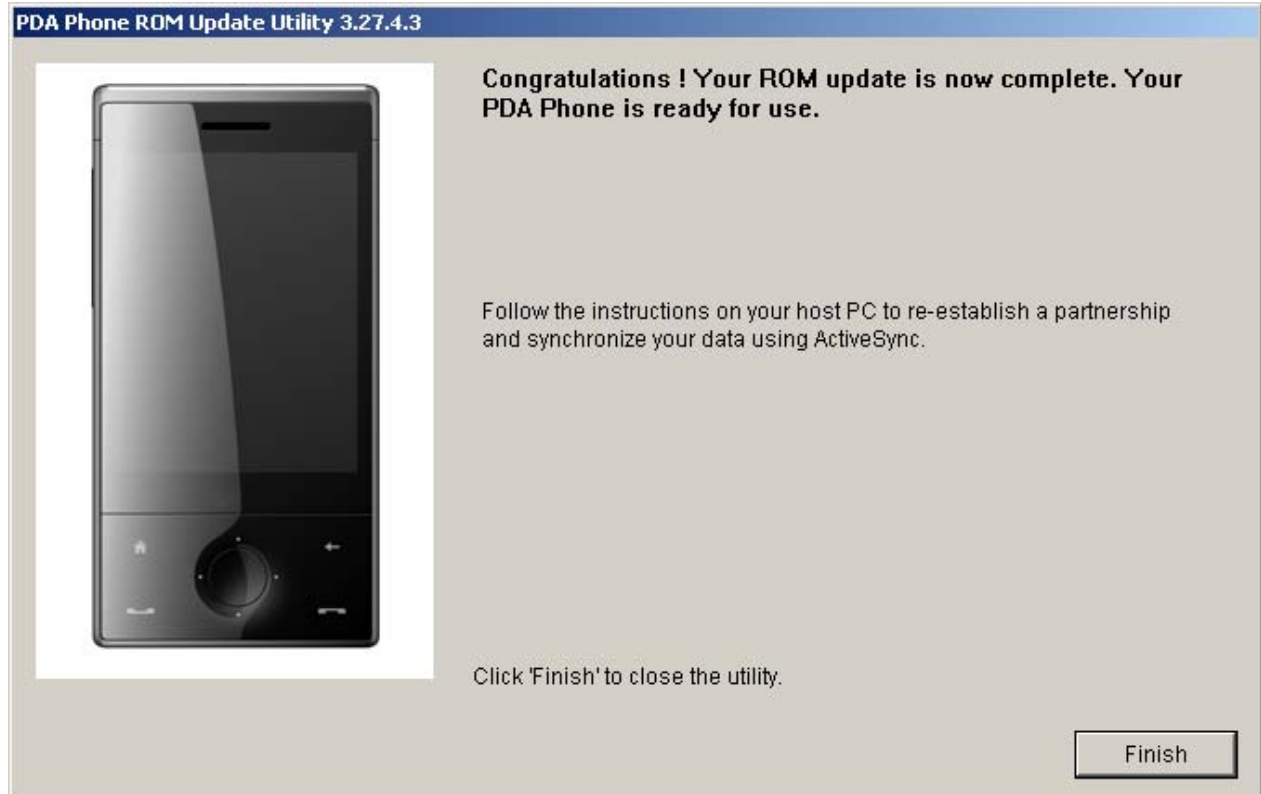 PDA Phone ROM Update Utility 3.27.4.3
Congratulations ! Your ROM update is now complete. Your
PDA Phone is ready for use.
Follow the instructions on your host PC to re-establish a partnership
and synchronize your data using ActiveSync.
Click 'Finish' to close the utility.
Finish